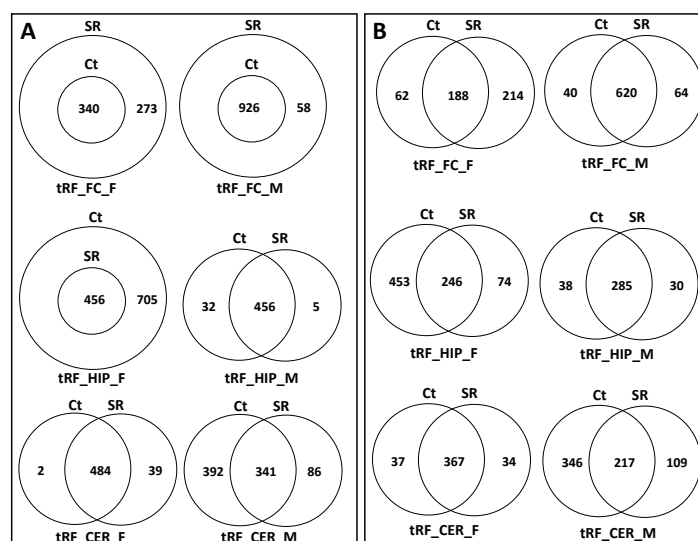 A
SR
Ct
340
273
tRF_FC_F
SR
Ct
926
58
tRF_FC_M
Ct
SR
456
705
tRF_HIP_F
Ct
SR
32
456
5
tRF_HIP_M
Ct
SR
2
484
39
tRF_CER_F
Ct
SR
392
341
86
tRF_CER_M
B
Ct
SR
62
188
214
tRF_FC_F
Ct
SR
40
620
64
tRF_FC_M
Ct
SR
453
246
74
tRF_HIP_F
Ct
SR
38
285
30
tRF_HIP_M
Ct
SR
37
367
34
tRF_CER_F
Ct
SR
346
217
109
tRF_CER_M